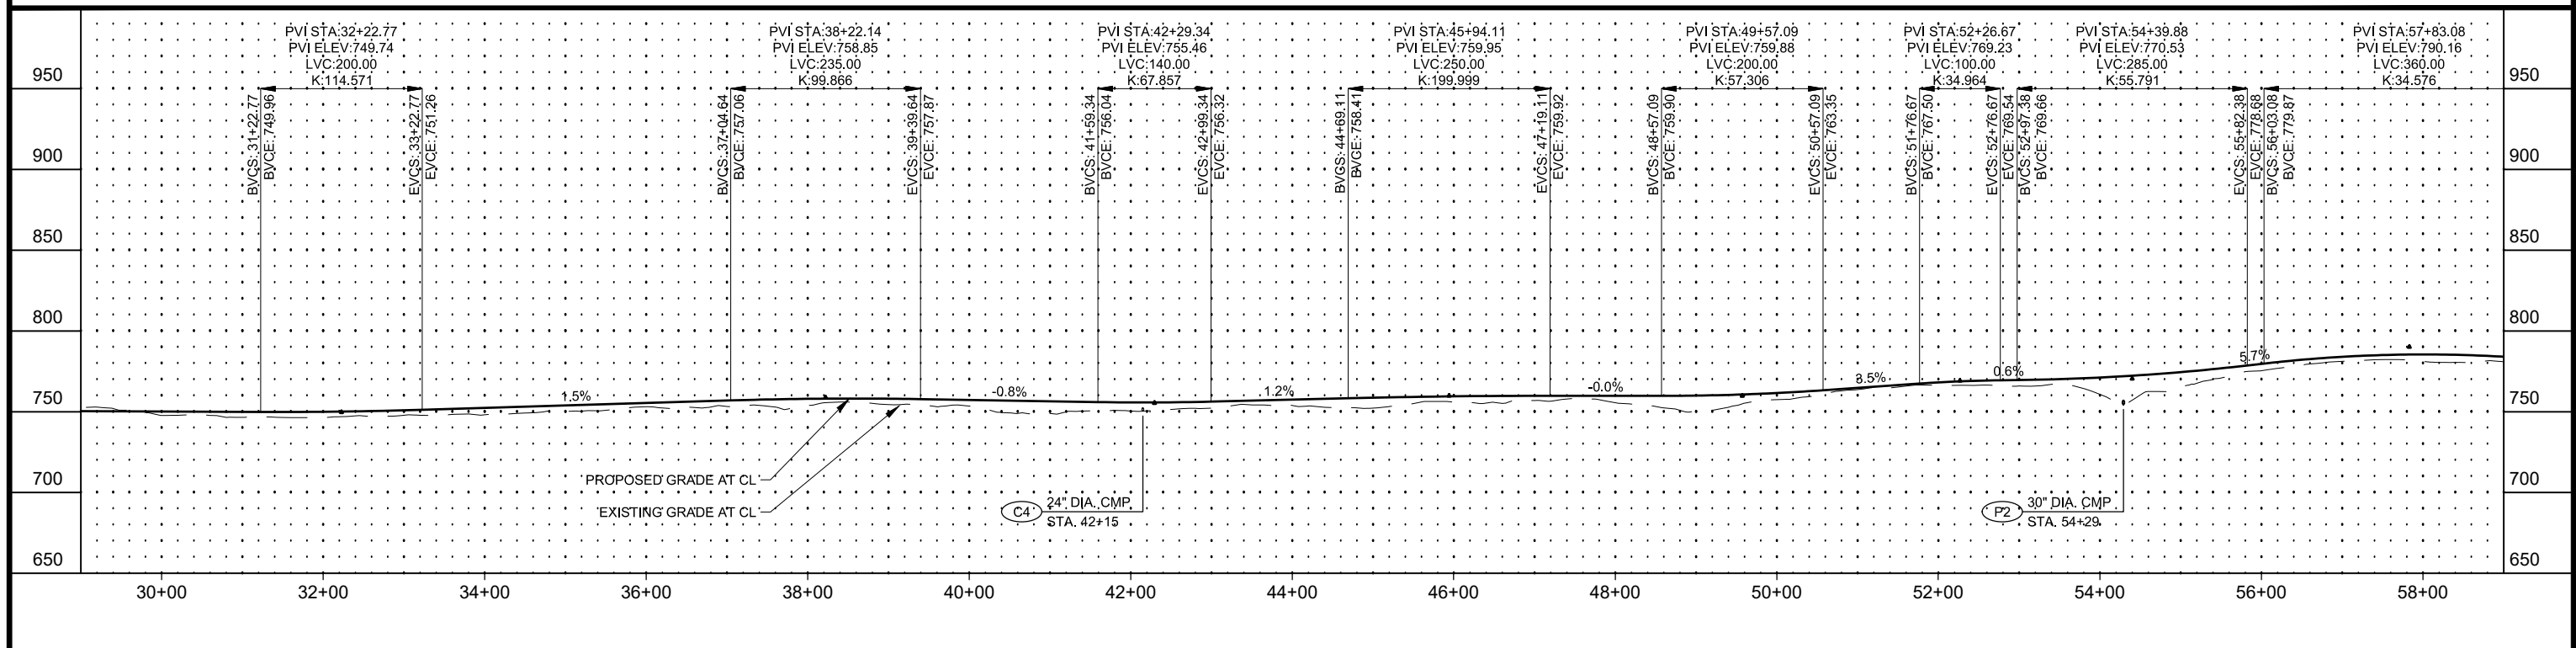 PVI STA:32+22.77
PVI ELEV:749.74
LVC:200.00
K:114.571
PVI STA:38+22.14
PVI ELEV:758.85
LVC:235.00
K:99.866
PVI STA:42+29.34
PVI ELEV:755.46
LVC:140.00
K:67.857
PVI STA:45+94.11
PVI ELEV:759.95
LVC:250.00
K:199.999
PVI STA:49+57.09
PVI ELEV:759.88
LVC:200.00
K:57.306
PVI STA:52+26.67
PVI ELEV:769.23
LVC:100.00
K:34.964
PVI STA:54+39.88
PVI ELEV:770.53
LVC:285.00
K:55.791
PVI STA:57+83.08
PVI ELEV:790.16
LVC:360.00
K:34.576
BVCS: 31+22.77
BVCE: 749.96
EVCS: 33+22.77
EVCE: 751.26
BVCS: 37+04.64
BVCE: 757.06
EVCS: 39+39.64
EVCE: 757.87
BVCS: 41+59.34
BVCE: 756.04
EVCS: 42+99.34
EVCE: 756.32
BVCS: 44+69.11
BVCE: 758.41
EVCS: 47+19.11
EVCE: 759.92
BVCS: 48+57.09
BVCE: 759.90
EVCS: 50+57.09
EVCE: 763.35
BVCS: 51+76.67
BVCE: 767.50
EVCS: 52+76.67
EVCE: 769.54
BVCS: 52+97.38
BVCE: 769.66
EVCS: 55+82.38
EVCE: 778.68
BVCS: 56+03.08
BVCE: 779.87
950
950
900
900
850
850
800
800
750
750
700
700
650
650
1.5%
-0.8%
1.2%
-0.0%
3.5%
0.6%
5.7%
PROPOSED GRADE AT CL
EXISTING GRADE AT CL
C4
24" DIA. CMP
STA. 42+15
P2
30" DIA. CMP
STA. 54+29
30+00
32+00
34+00
36+00
38+00
40+00
42+00
44+00
46+00
48+00
50+00
52+00
54+00
56+00
58+00